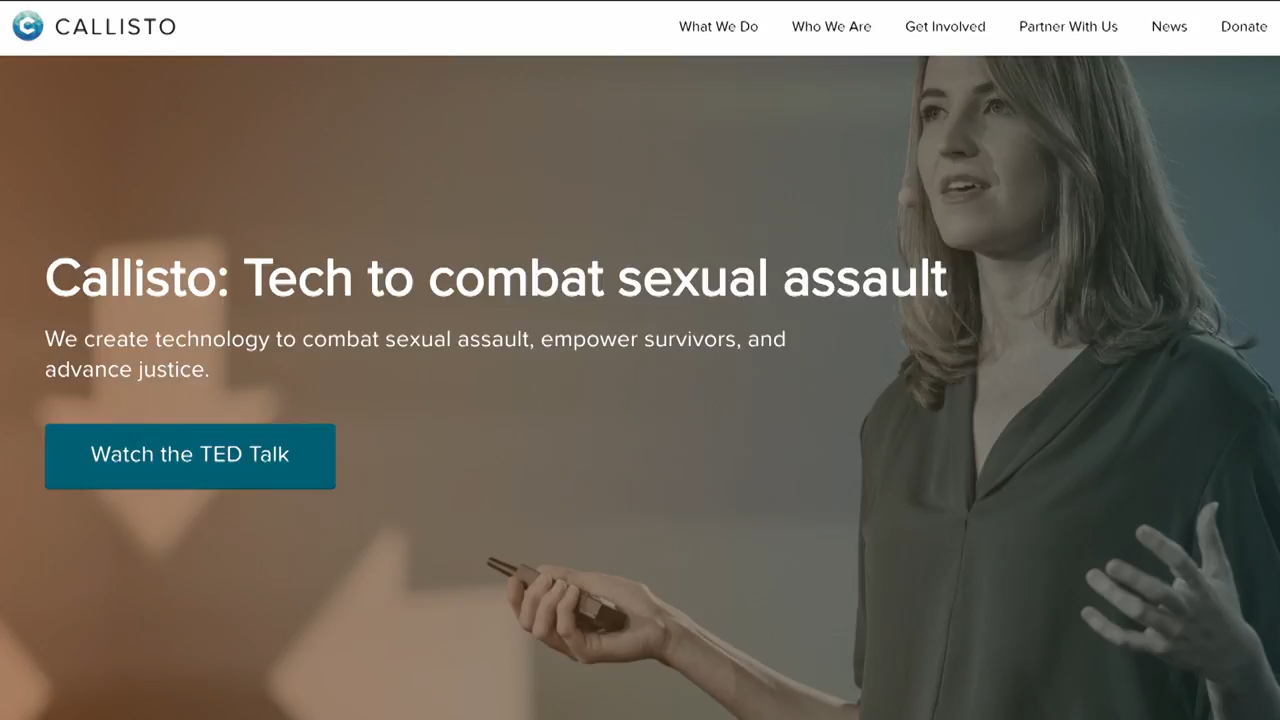 CALLISTO
What We Do Who We Are Get Involved Partner With Us News Donate
Callisto: Tech to combat sexual assault
We create technology to combat sexual assault, empower survivors, and
advance justice.
Watch the TED Talk